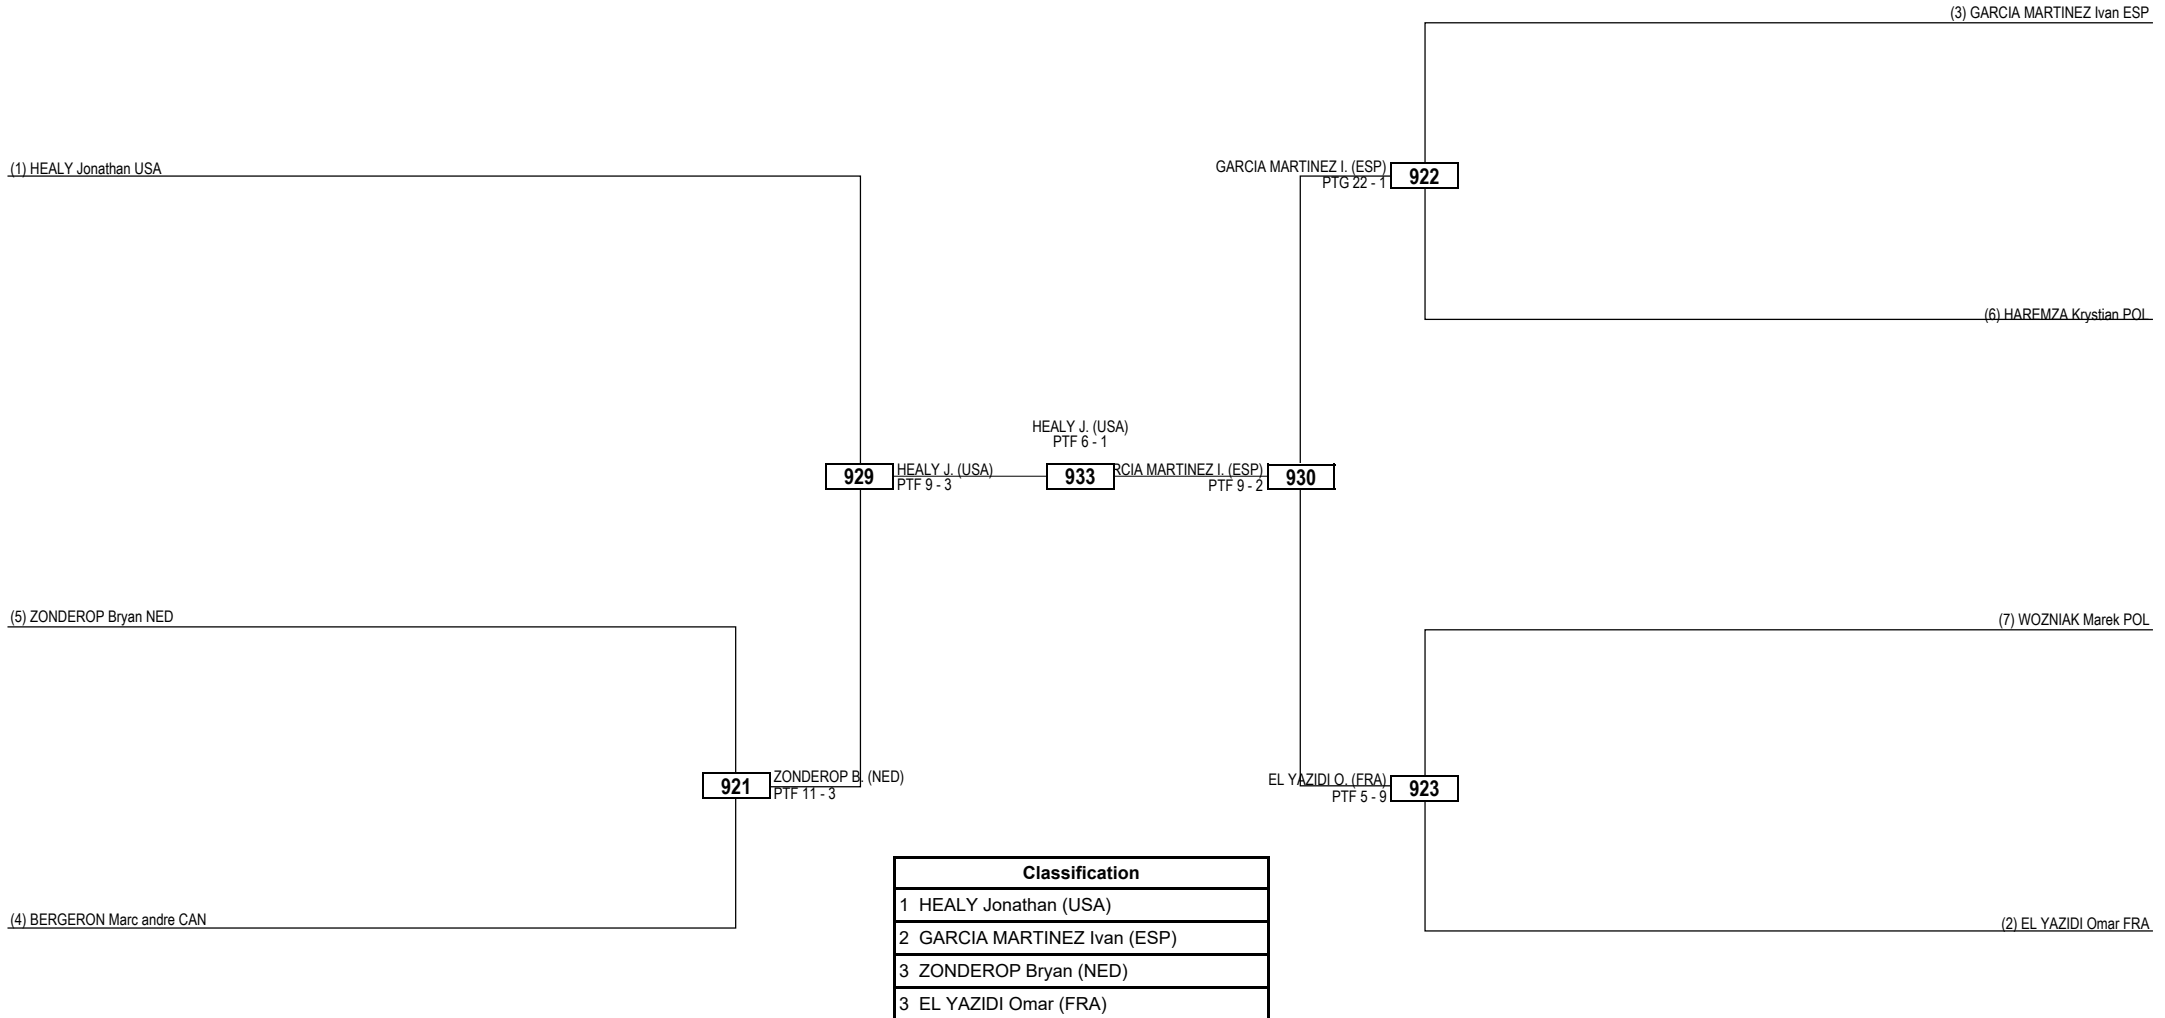 (3) GARCIA MARTINEZ Ivan ESP
(1) HEALY Jonathan USA
GARCIA MARTINEZ I. (ESP)
PTG 22 - 1
922
(6) HAREMZA Krystian POL
HEALY J. (USA)
PTF 6 - 1
929
HEALY J. (USA)
PTF 9 - 3
933
RCIA MARTINEZ I. (ESP)
PTF 9 - 2
930
(5) ZONDEROP Bryan NED
(7) WOZNIAK Marek POL
921
ZONDEROP B. (NED)
PTF 11 - 3
EL YAZIDI O. (FRA)
PTF 5 - 9
923
(4) BERGERON Marc andre CAN
(2) EL YAZIDI Omar FRA
Classification
1 HEALY Jonathan (USA)
2 GARCIA MARTINEZ Ivan (ESP)
3 ZONDEROP Bryan (NED)
3 EL YAZIDI Omar (FRA)